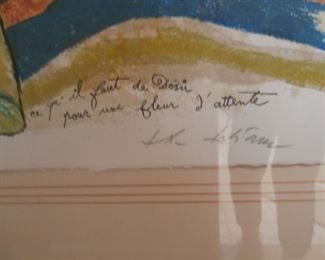 ce qu'il faut de Désir
pour une fleur d'attente